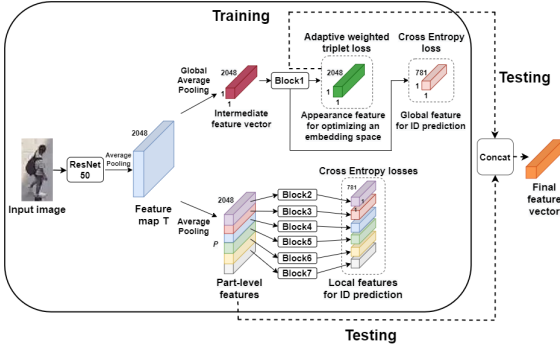 Training
Adaptive weighted
triplet loss
Cross Entropy
loss
Testing
2048
Global
Average
Pooling
2048
1
1
Block1
2048
1
1
781
1
1
Intermediate
feature vector
Appearance feature
for optimizing an
embedding space
Global feature
for ID prediction
ResNet
50
Average
Pooling
Input image
Feature
map T
Concat
Final
feature
vector
Average
Pooling
2048
P
Cross Entropy losses
781
1
1
Block2
Block3
Block4
Block5
Block6
Block7
Part-level
features
Local features
for ID prediction
Testing